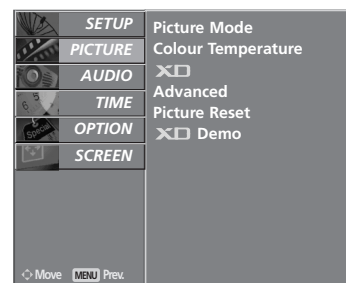 SETUP
PICTURE
AUDIO
TIME
OPTION
SCREEN
Picture Mode
Colour Temperature
XD
Advanced
Picture Reset
XD Demo
Move MENU Prev.